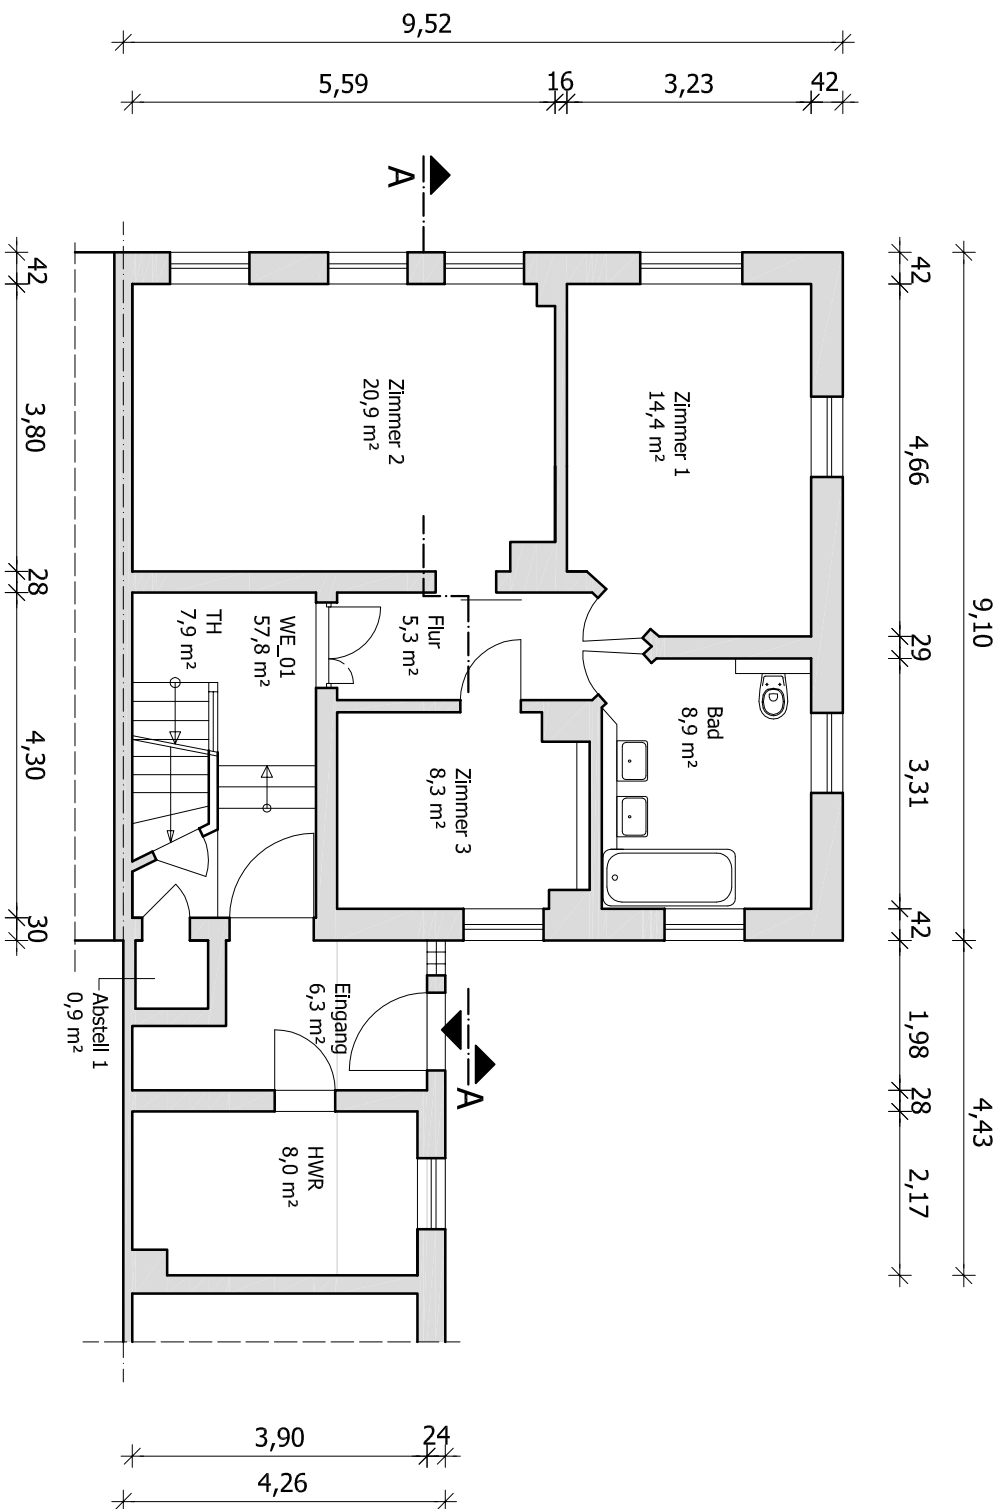 9,52
5,59
16
3,23
42
A
42
3,80
28
4,30
30
42
4,66
29
3,31
42
1,98
28
2,17
9,10
4,43
Zimmer 1
14,4 m²
Zimmer 2
20,9 m²
Flur
5,3 m²
WE_01
57,8 m²
TH
7,9 m²
Bad
8,9 m²
Zimmer 3
8,3 m²
Eingang
6,3 m²
Abstell 1
0,9 m²
A
HWR
8,0 m²
3,90
24
4,26